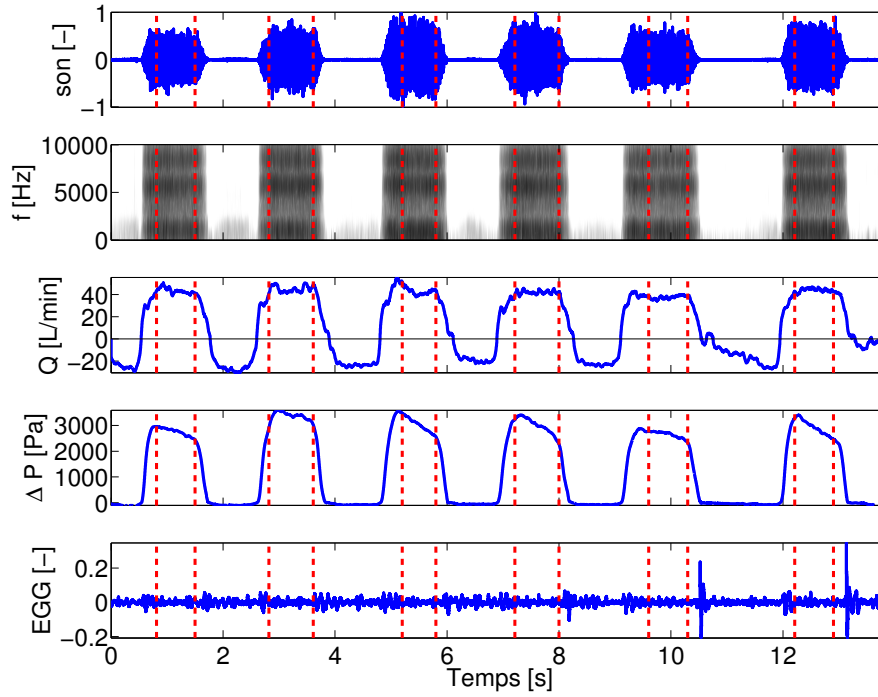 1
0
−1
son [-]
10000
5000
0
f [Hz]
40
20
0
−20
Q [L/min]
3000
2000
1000
0
Δ P [Pa]
0.2
0
−0.2
EGG [-]
0 2 4 6 8 10 12
Temps [s]